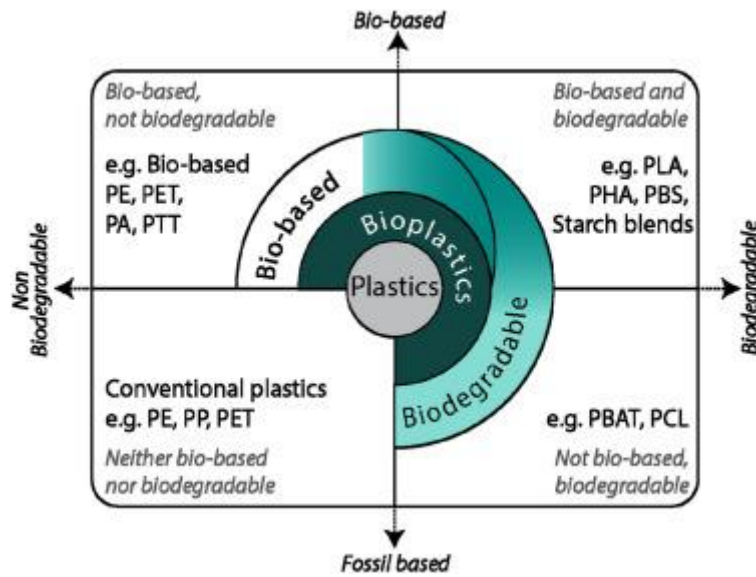 Bio-based
Bio-based,
not biodegradable
e.g. Bio-based
PE, PET,
PA, PTT
Bio-based and
biodegradable
e.g. PLA,
PHA, PBS,
Starch blends
Bio-based
Bioplastics
Plastics
Biodegradable
Non
Biodegradable
Biodegradable
Conventional plastics
e.g. PE, PP, PET
Neither bio-based
nor biodegradable
e.g. PBAT, PCL
Not bio-based,
biodegradable
Fossil based